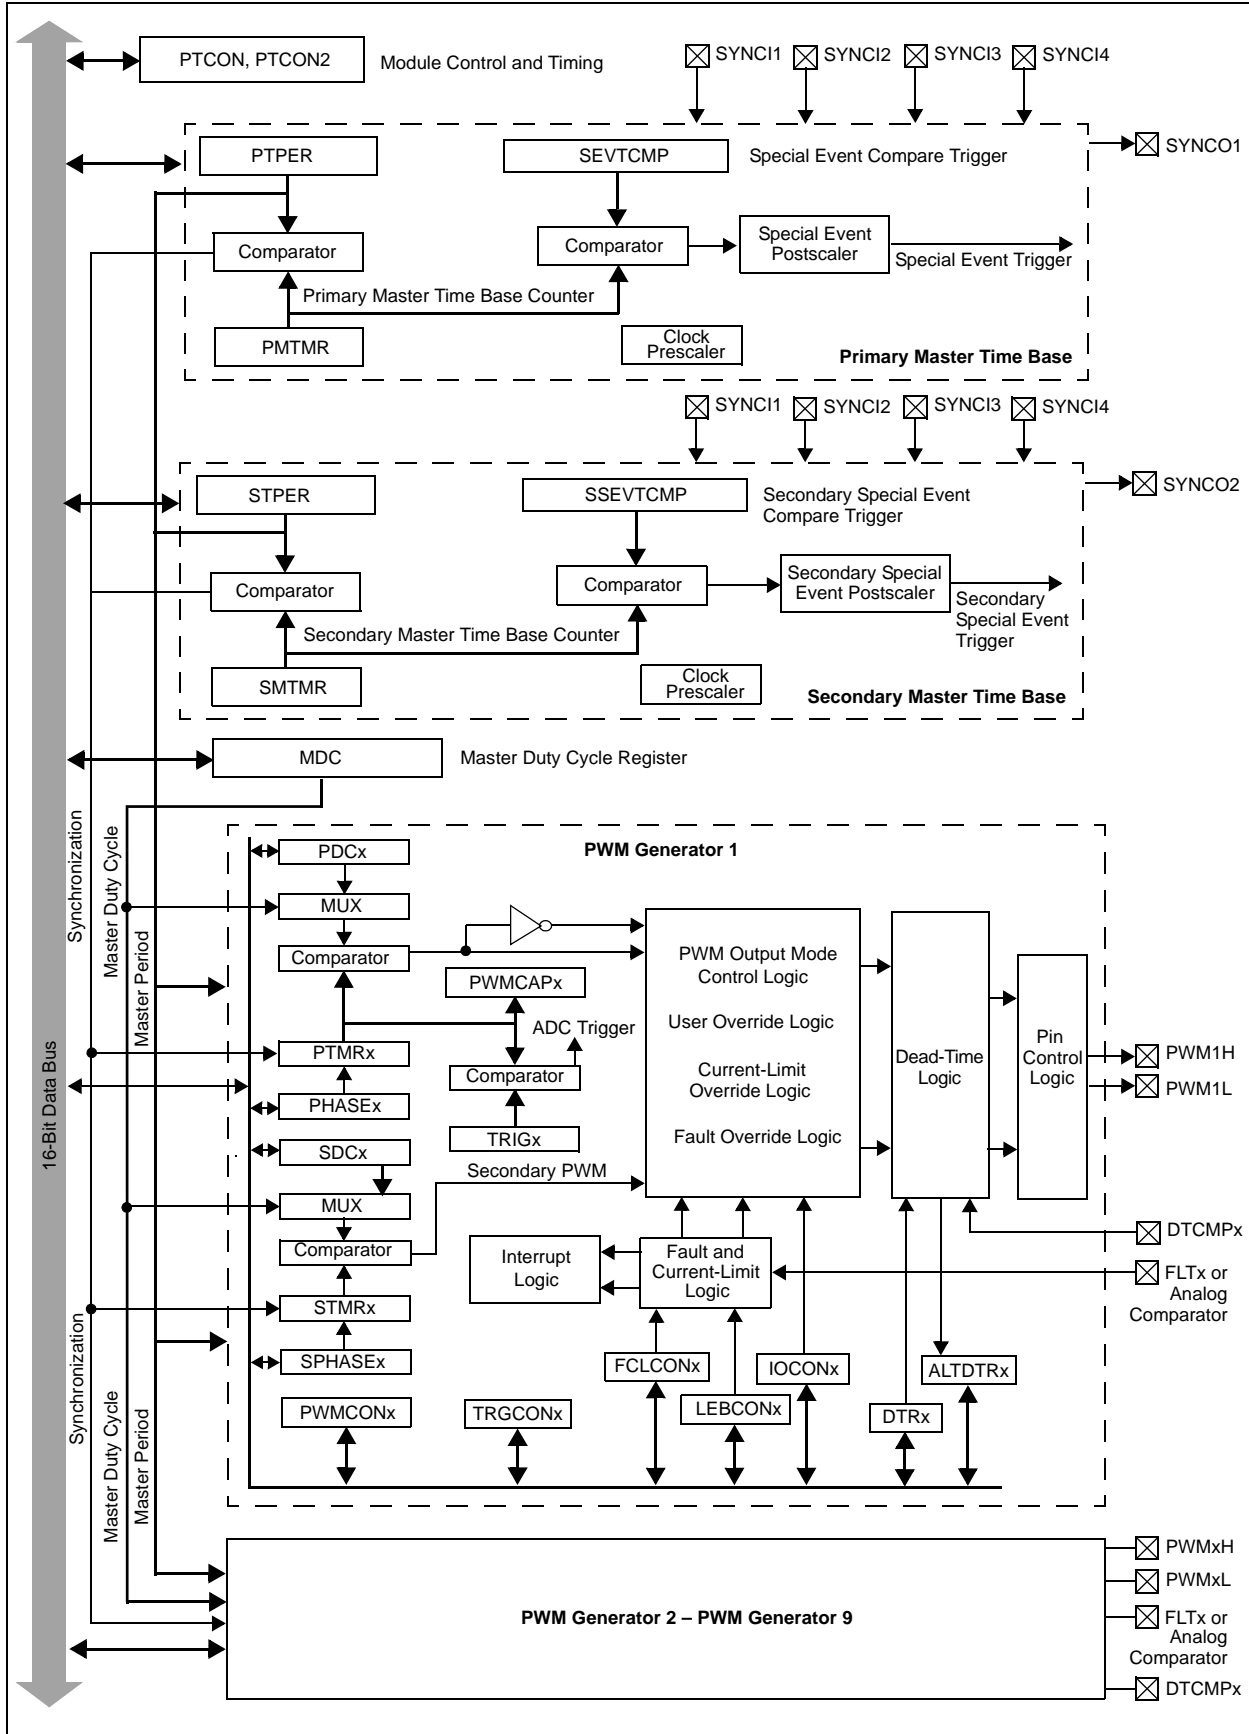 PTCON, PTCON2
Module Control and Timing
SYNCI1
SYNCI2
SYNCI3
SYNCI4
PTPER
SEVTCMP
Special Event Compare Trigger
SYNCO1
Comparator
Comparator
Special Event
Postscaler
Special Event Trigger
Primary Master Time Base Counter
PMTMR
Clock
Prescaler
Primary Master Time Base
SYNCI1
SYNCI2
SYNCI3
SYNCI4
STPER
SSEVTCMP
Secondary Special Event
Compare Trigger
SYNCO2
Comparator
Comparator
Secondary Special
Event Postscaler
Secondary
Special Event
Trigger
Secondary Master Time Base Counter
SMTMR
Clock
Prescaler
Secondary Master Time Base
MDC
Master Duty Cycle Register
Synchronization
Master Duty Cycle
Master Period
16-Bit Data Bus
PWM Generator 1
PDCx
MUX
Comparator
PWMCAPx
ADC Trigger
PTMRx
Comparator
PHASEx
TRIGx
SDCx
Secondary PWM
MUX
Comparator
STMRx
SPHASEx
PWM Output Mode
Control Logic
User Override Logic
Current-Limit
Override Logic
Fault Override Logic
Dead-Time
Logic
Pin
Control
Logic
PWM1H
PWM1L
Interrupt
Logic
Fault and
Current-Limit
Logic
DTCMPx
FLTx or
Analog
Comparator
FCLCONx
IOCONx
ALTDTRx
PWMCONx
TRGCONx
LEBCONx
DTRx
Synchronization
Master Duty Cycle
Master Period
PWM Generator 2 – PWM Generator 9
PWMxH
PWMxL
FLTx or
Analog
Comparator
DTCMPx